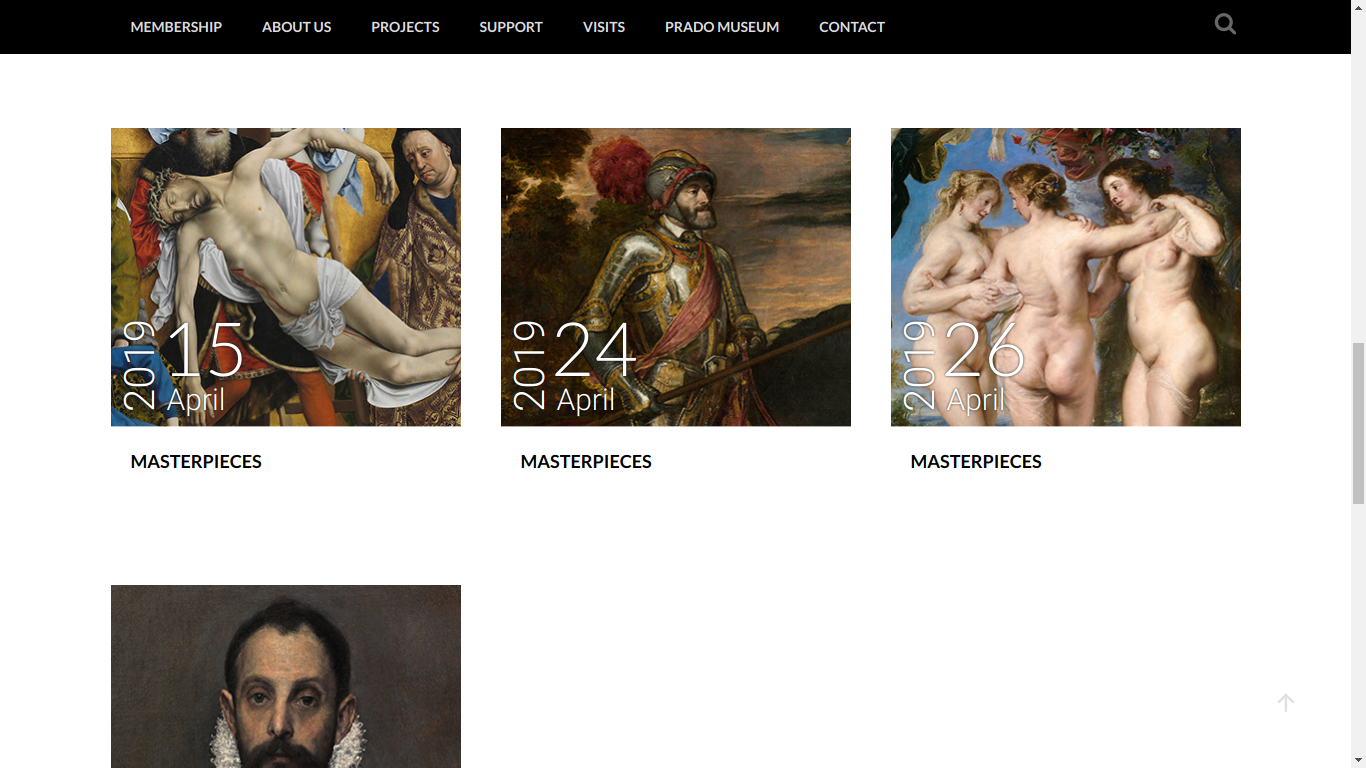 MEMBERSHIP ABOUT US PROJECTS SUPPORT VISITS PRADO MUSEUM CONTACT
2019 15 April
MASTERPIECES
2019 24 April
MASTERPIECES
2019 26 April
MASTERPIECES